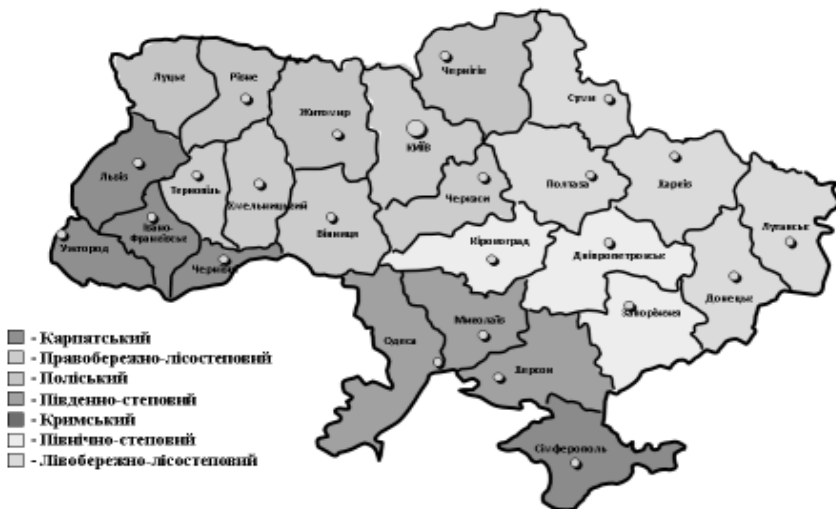 Чернігів
Луцьк
Рівне
Суми
Житомир
КИЇВ
Львів
Тернопіль
Хмельницький
Черкаси
Полтава
Харків
Луганськ
Івано-
Франківськ
Вінниця
Ужгород
Кіровоград
Дніпропетровськ
Донецьк
Запоріжжя
Миколаїв
Одеса
Херсон
Сімферополь
- Карпатський
- Правобережно-лісостеповий
- Поліський
- Південно-степовий
- Кримський
- Північно-степовий
- Лівобережно-лісостеповий